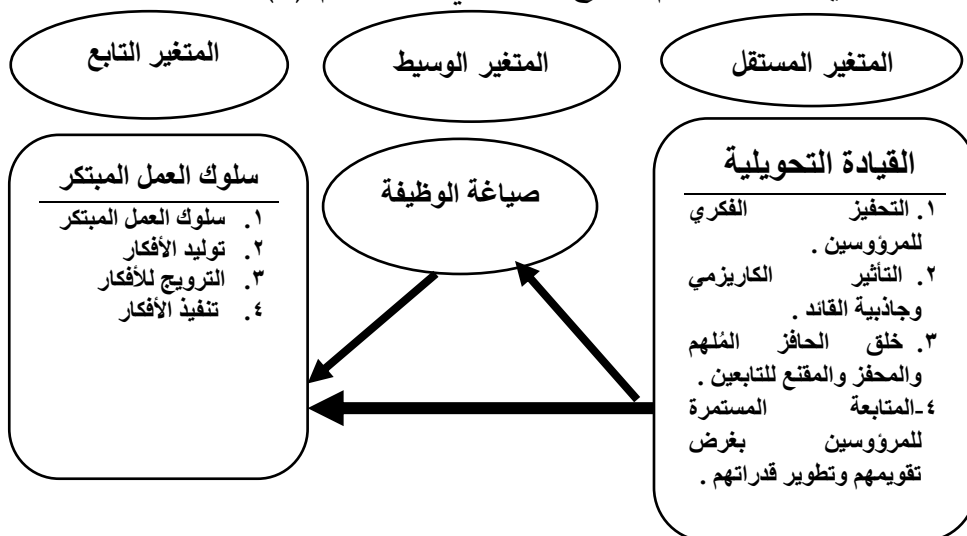 المتغير المستقل
المتغير الوسيط
المتغير التابع
القيادة التحويلية
١. التحفيز الفكري
للمرؤوسين .
٢. التأثير الكاريزمي
وجاذبية القائد .
٣. خلق الحافز المُلهم
والمحفز والمقنع للتابعين .
٤-المتابعة المستمرة
للمرؤوسين بغرض
تقويمهم وتطوير قدراتهم .
صياغة الوظيفة
سلوك العمل المبتكر
١. سلوك العمل المبتكر
٢. توليد الأفكار
٣. الترويج للأفكار
٤. تنفيذ الأفكار